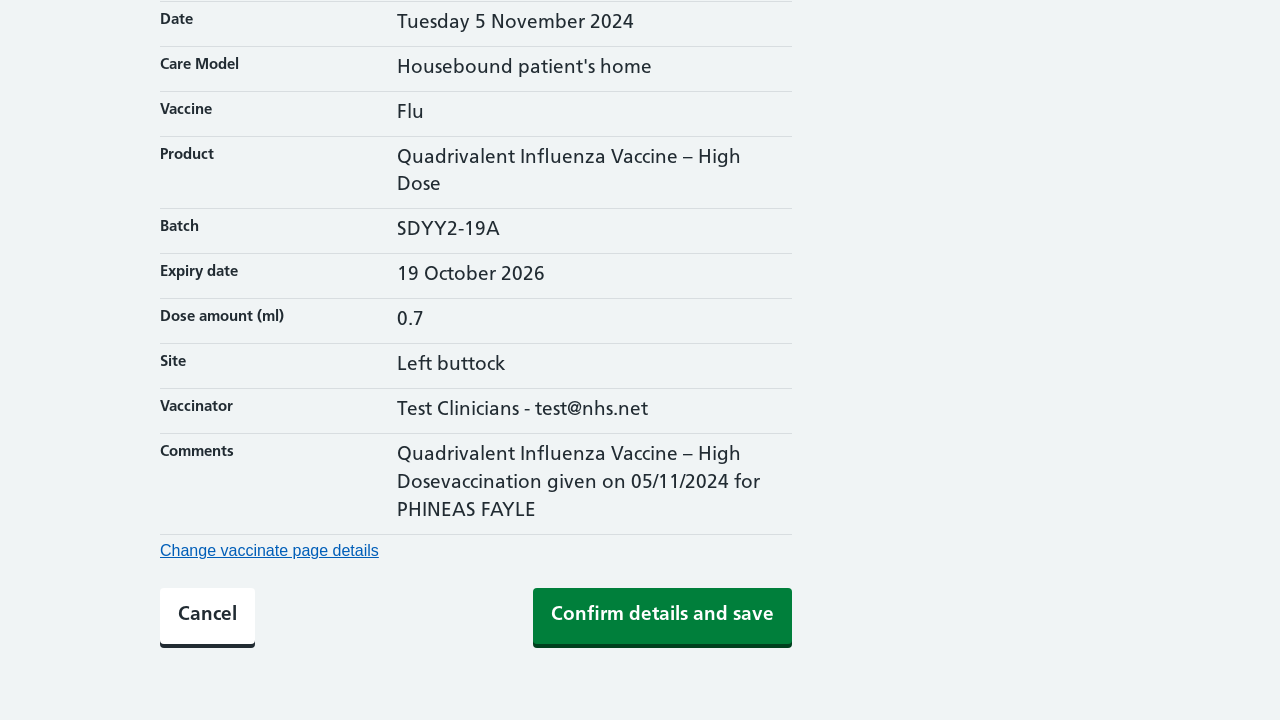 Date
Tuesday 5 November 2024
Care Model
Housebound patient's home
Vaccine
Flu
Product
Quadrivalent Influenza Vaccine – High
Dose
Batch
SDYY2-19A
Expiry date
19 October 2026
Dose amount (ml)
0.7
Site
Left buttock
Vaccinator
Test Clinicians - test@nhs.net
Comments
Quadrivalent Influenza Vaccine – High
Dosevaccination given on 05/11/2024 for
PHINEAS FAYLE
Change vaccinate page details
Cancel
Confirm details and save